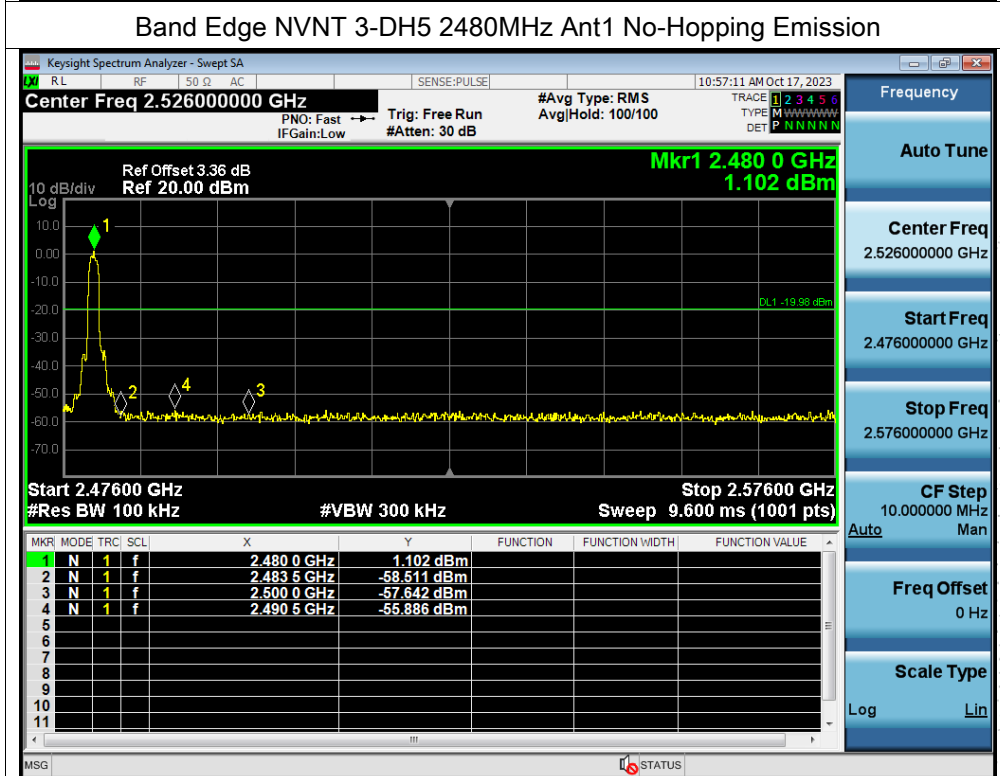 Band Edge NVNT 3-DH5 2480MHz Ant1 No-Hopping Emission
Keysight Spectrum Analyzer - Swept SA
LXI RL RF 50 Ω AC SENSE:PULSE 10:57:11 AM Oct 17, 2023
Center Freq 2.526000000 GHz
PNO: Fast
IFGain:Low
Trig: Free Run
#Atten: 30 dB
#Avg Type: RMS
Avg|Hold: 100/100
TRACE 1 2 3 4 5 6
TYPE M WWWWW
DET P N N N N N
Mkr1 2.480 0 GHz
1.102 dBm
Ref Offset 3.36 dB
10 dB/div Ref 20.00 dBm
Log
10.0
0.00
-10.0
-20.0
-30.0
-40.0
-50.0
-60.0
-70.0
1
2
4
3
DL1 -19.98 dBm
Start 2.47600 GHz Stop 2.57600 GHz
#Res BW 100 kHz #VBW 300 kHz Sweep 9.600 ms (1001 pts)
MKR MODE TRC SCL X Y FUNCTION FUNCTION WIDTH FUNCTION VALUE
1 N 1 f 2.480 0 GHz 1.102 dBm
2 N 1 f 2.483 5 GHz -58.511 dBm
3 N 1 f 2.500 0 GHz -57.642 dBm
4 N 1 f 2.490 5 GHz -55.886 dBm
5
6
7
8
9
10
11
MSG STATUS
Frequency
Auto Tune
Center Freq
2.526000000 GHz
Start Freq
2.476000000 GHz
Stop Freq
2.576000000 GHz
CF Step
10.000000 MHz
Auto Man
Freq Offset
0 Hz
Scale Type
Log Lin